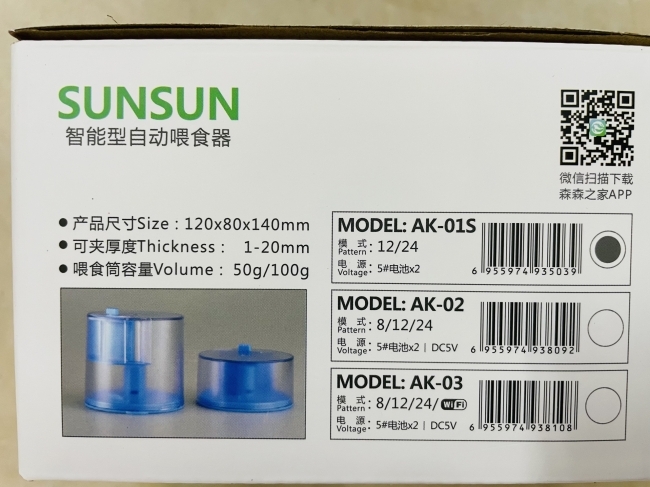 SUNSUN
智能型自动喂食器
微信扫描下载
森森之家APP
● 产品尺寸Size：120x80x140mm
● 可夹厚度Thickness： 1-20mm
● 喂食筒容量Volume：50g/100g
MODEL: AK-01S
模 式: Pattern: 12/24
电 源: Voltage: 5#电池x2
6 955974 935039
MODEL: AK-02
模 式: Pattern: 8/12/24
电 源: Voltage: 5#电池x2 | DC5V
6 955974 938092
MODEL: AK-03
模 式: Pattern: 8/12/24/ WiFi
电 源: Voltage: 5#电池x2 | DC5V
6 955974 938108